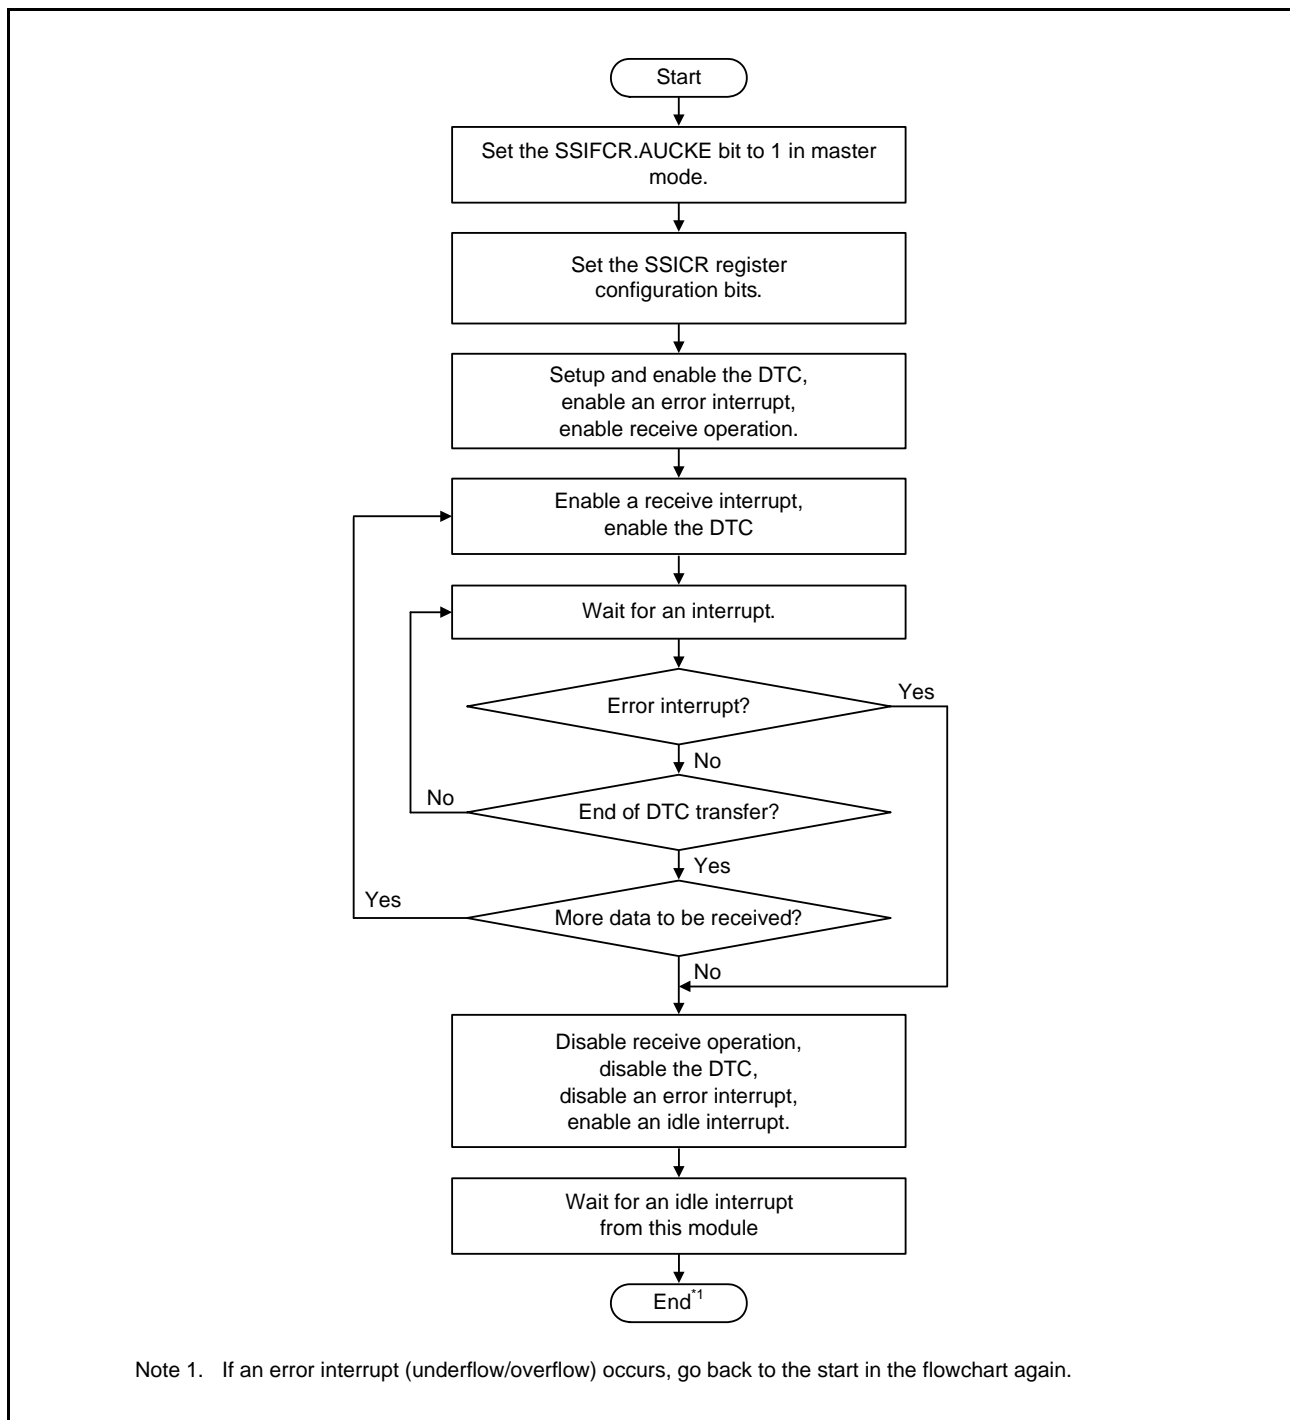 Start
Set the SSIFCR.AUCKE bit to 1 in master
mode.
Set the SSICR register
configuration bits.
Setup and enable the DTC,
enable an error interrupt,
enable receive operation.
Enable a receive interrupt,
enable the DTC
Wait for an interrupt.
Error interrupt?
Yes
No
End of DTC transfer?
No
Yes
More data to be received?
Yes
No
Disable receive operation,
disable the DTC,
disable an error interrupt,
enable an idle interrupt.
Wait for an idle interrupt
from this module
End*1
Note 1. If an error interrupt (underflow/overflow) occurs, go back to the start in the flowchart again.